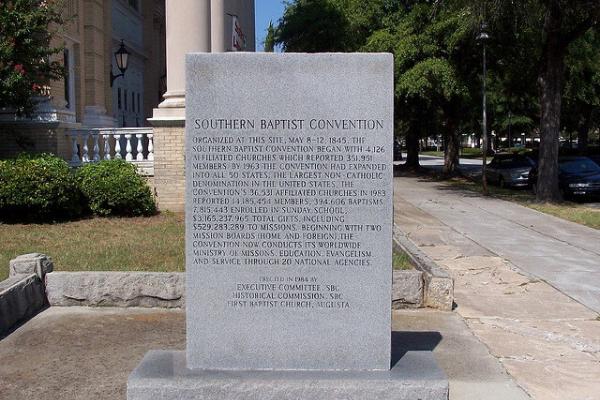 SOUTHERN BAPTIST CONVENTION
ORGANIZED AT THIS SITE, MAY 8-12, 1845, THE
SOUTHERN BAPTIST CONVENTION BEGAN WITH 4,126
AFFILIATED CHURCHES WHICH REPORTED 351,951
MEMBERS. BY 1963 THE CONVENTION HAD EXPANDED
INTO ALL 50 STATES, THE LARGEST NON-CATHOLIC
DENOMINATION IN THE UNITED STATES. THE
CONVENTION'S 36,531 AFFILIATED CHURCHES IN 1983
REPORTED 14,185,454 MEMBERS, 394,606 BAPTISMS,
7,815,443 ENROLLED IN SUNDAY SCHOOL,
$3,165,237,965 TOTAL GIFTS, INCLUDING
$529,283,289 TO MISSIONS. BEGINNING WITH TWO
MISSION BOARDS (HOME AND FOREIGN), THE
CONVENTION NOW CONDUCTS ITS WORLDWIDE
MINISTRY OF MISSIONS, EDUCATION, EVANGELISM,
AND SERVICE THROUGH 20 NATIONAL AGENCIES.
ERECTED IN 1984 BY
EXECUTIVE COMMITTEE, SBC
HISTORICAL COMMISSION, SBC
FIRST BAPTIST CHURCH, AUGUSTA